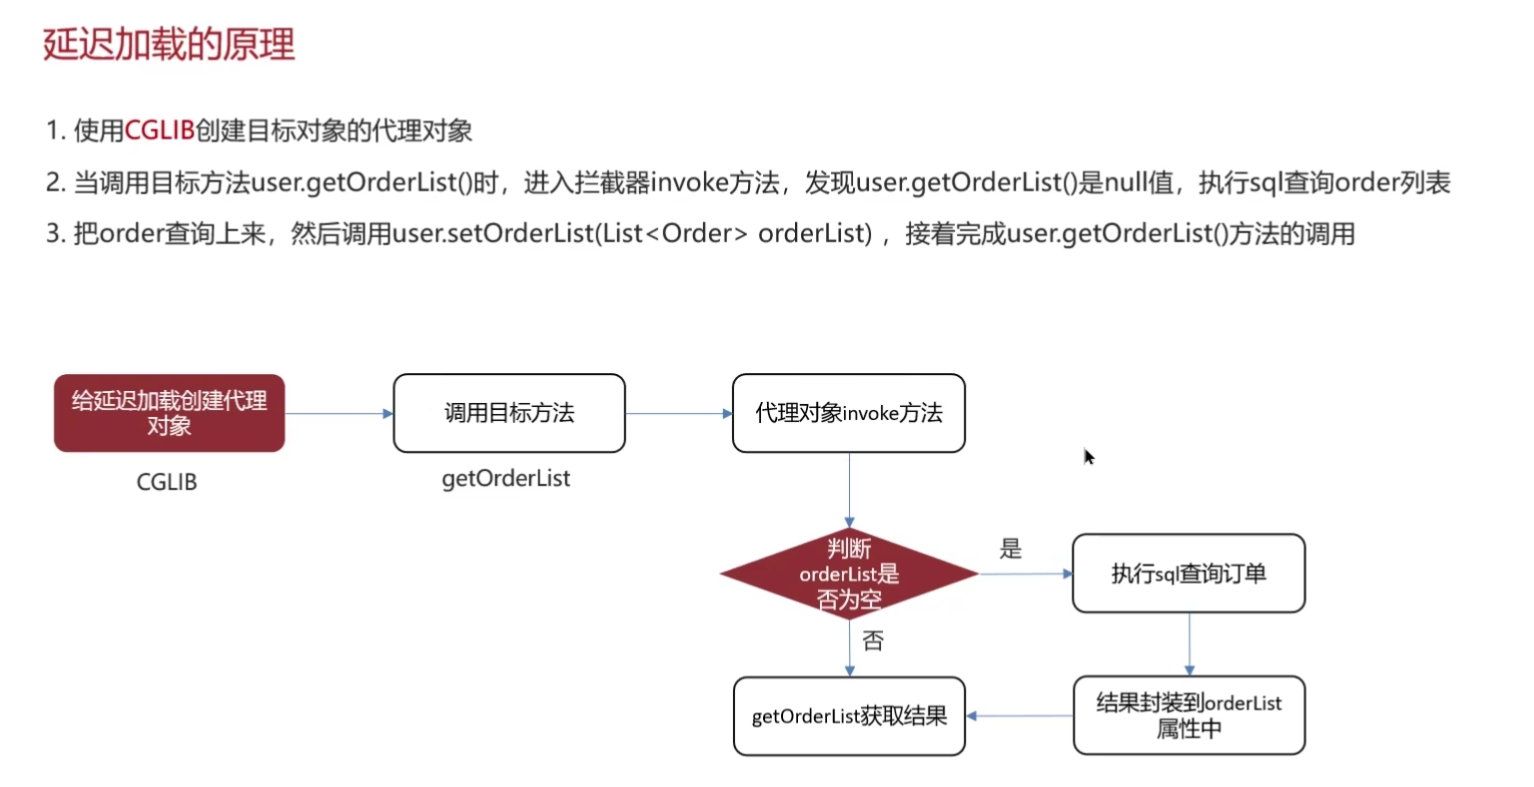 延迟加载的原理
1. 使用CGLIB创建目标对象的代理对象
2. 当调用目标方法user.getOrderList()时，进入拦截器invoke方法，发现user.getOrderList()是null值，执行sql查询order列表
3. 把order查询上来，然后调用user.setOrderList(List<Order> orderList) ，接着完成user.getOrderList()方法的调用
给延迟加载创建代理
对象
CGLIB
调用目标方法
getOrderList
代理对象invoke方法
判断
orderList是
否为空
是
执行sql查询订单
否
结果封装到orderList
属性中
getOrderList获取结果